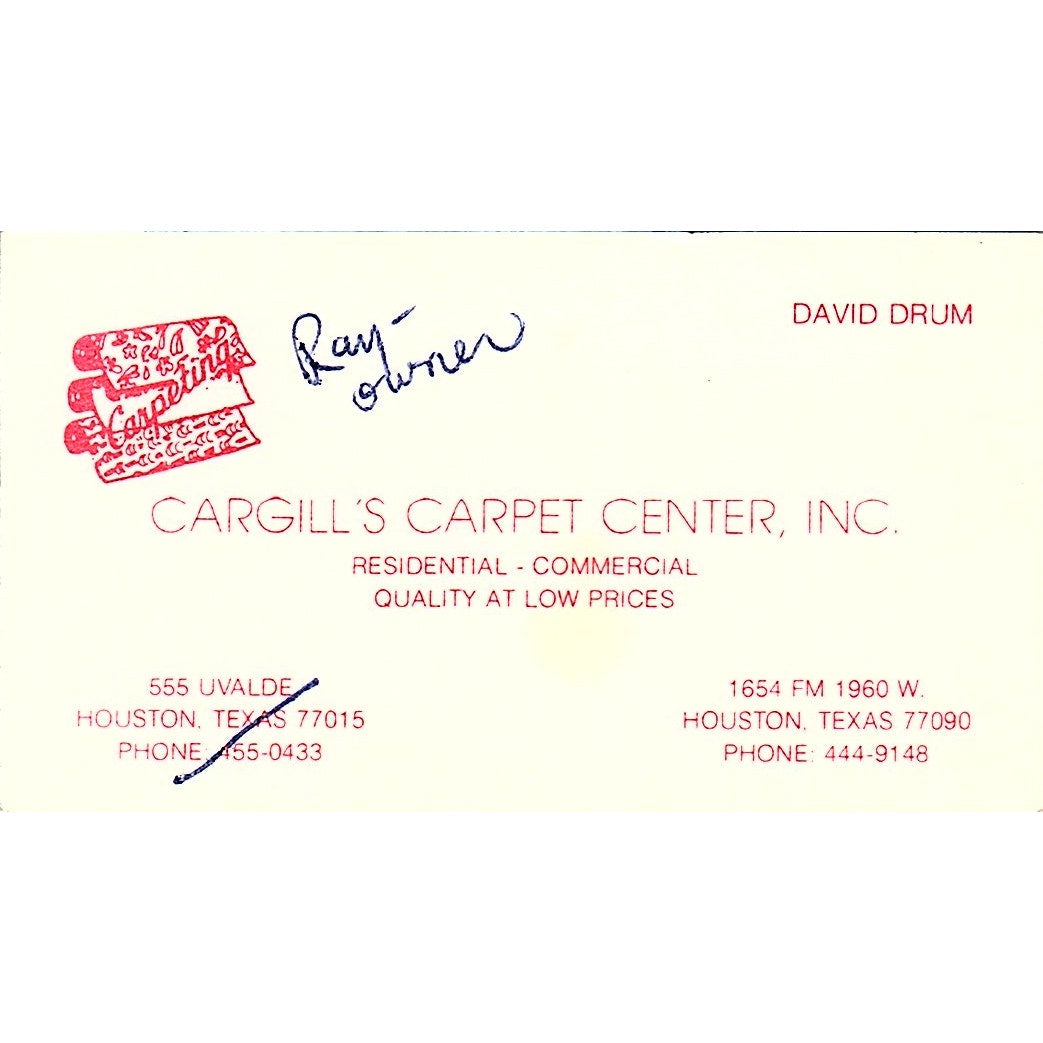 DAVID DRUM
Ray -
owner
Carpeting
CARGILL'S CARPET CENTER, INC.
RESIDENTIAL - COMMERCIAL
QUALITY AT LOW PRICES
555 UVALDE
HOUSTON, TEXAS 77015
PHONE: 455-0433
1654 FM 1960 W.
HOUSTON, TEXAS 77090
PHONE: 444-9148